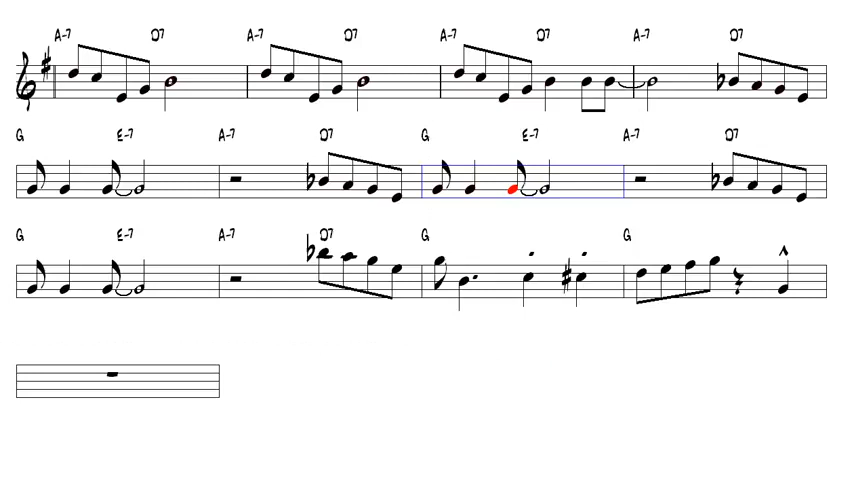 A-7 D7 A-7 D7 A-7 D7 A-7 D7
G E-7 A-7 D7 G E-7 A-7 D7
G E-7 A-7 D7 G G